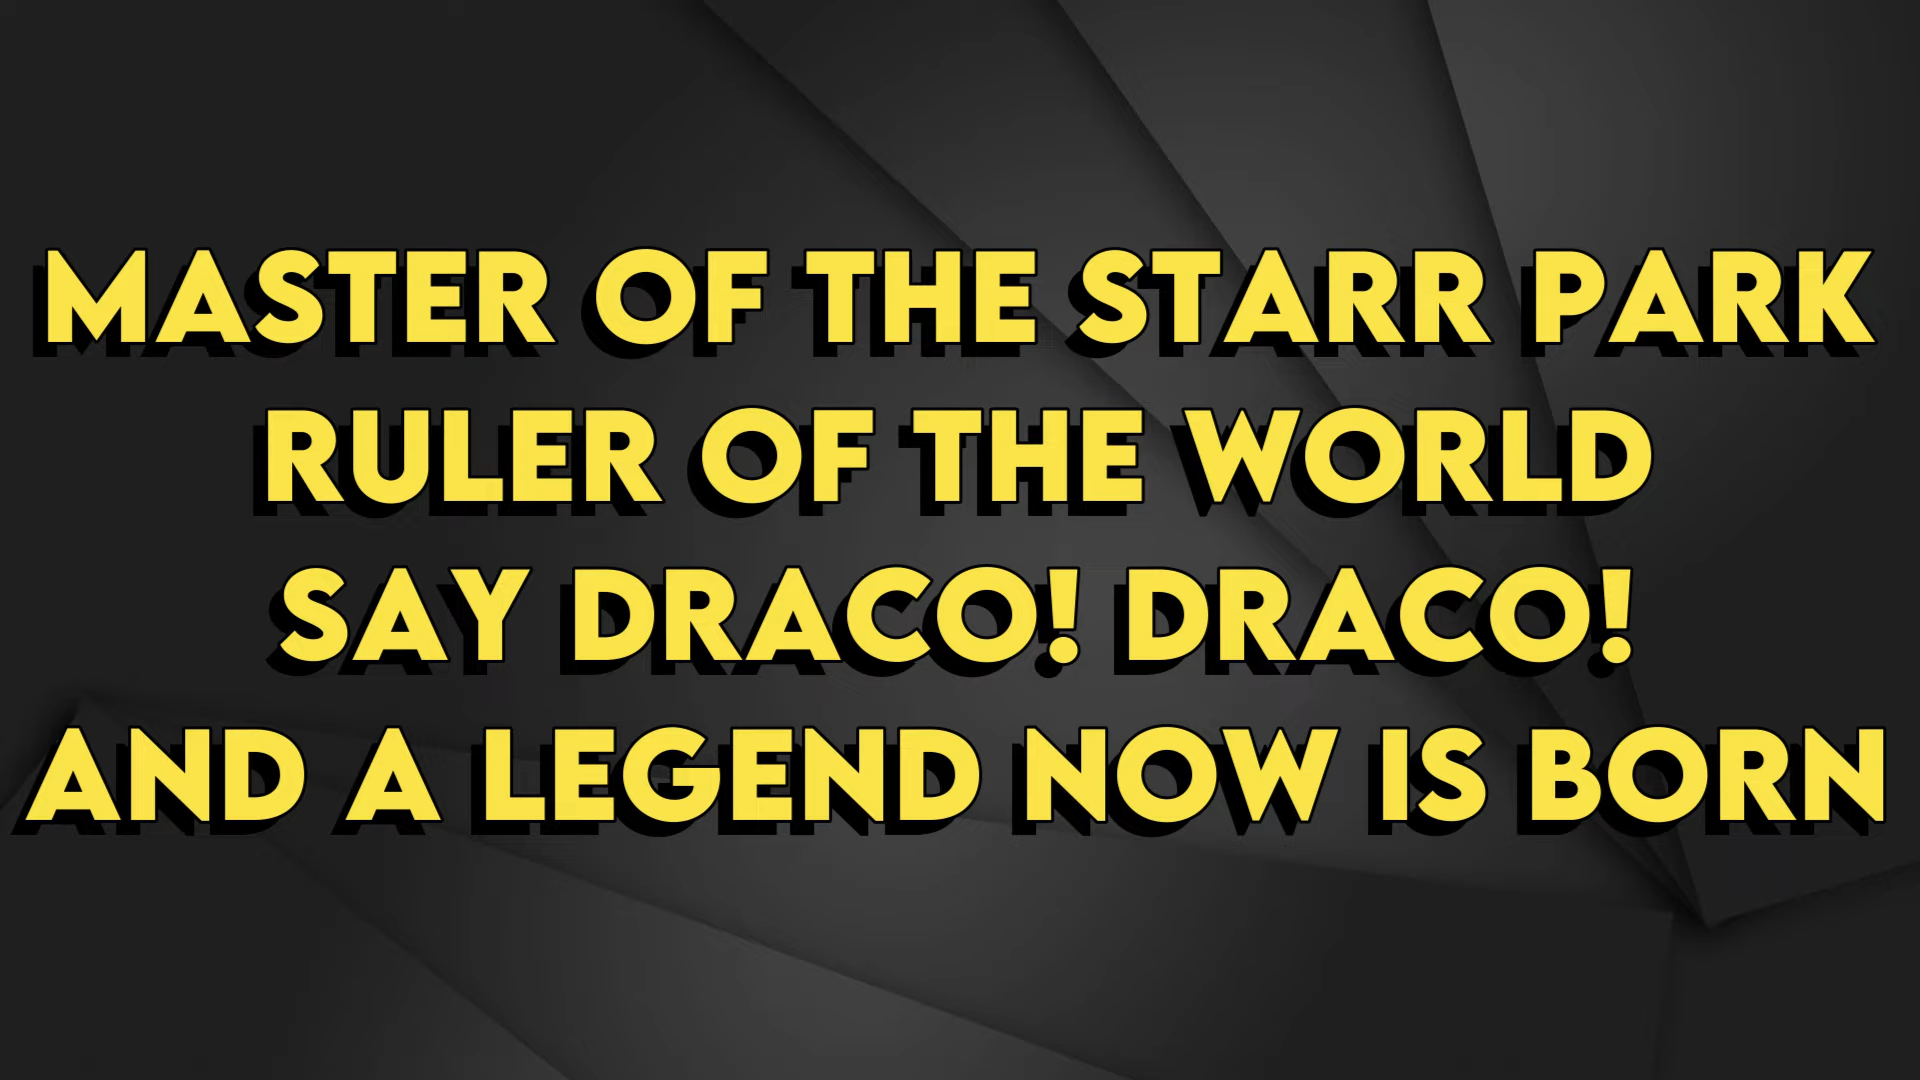 MASTER OF THE STARR PARK
RULER OF THE WORLD
SAY DRACO! DRACO!
AND A LEGEND NOW IS BORN